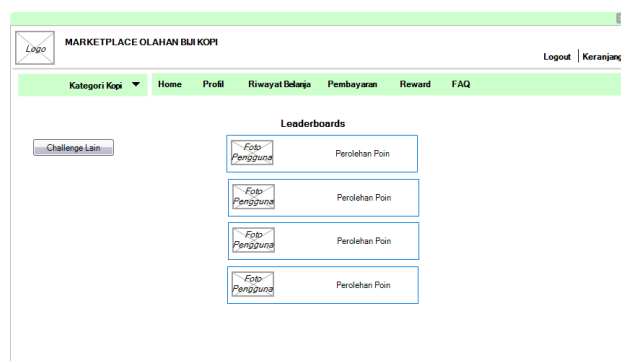 Logo
MARKETPLACE OLAHAN BIJI KOPI
Logout Keranjang
Kategori Kopi Home Profil Riwayat Belanja Pembayaran Reward FAQ
Leaderboards
Challenge Lain
Foto
Pengguna
Perolehan Poin
Foto
Pengguna
Perolehan Poin
Foto
Pengguna
Perolehan Poin
Foto
Pengguna
Perolehan Poin